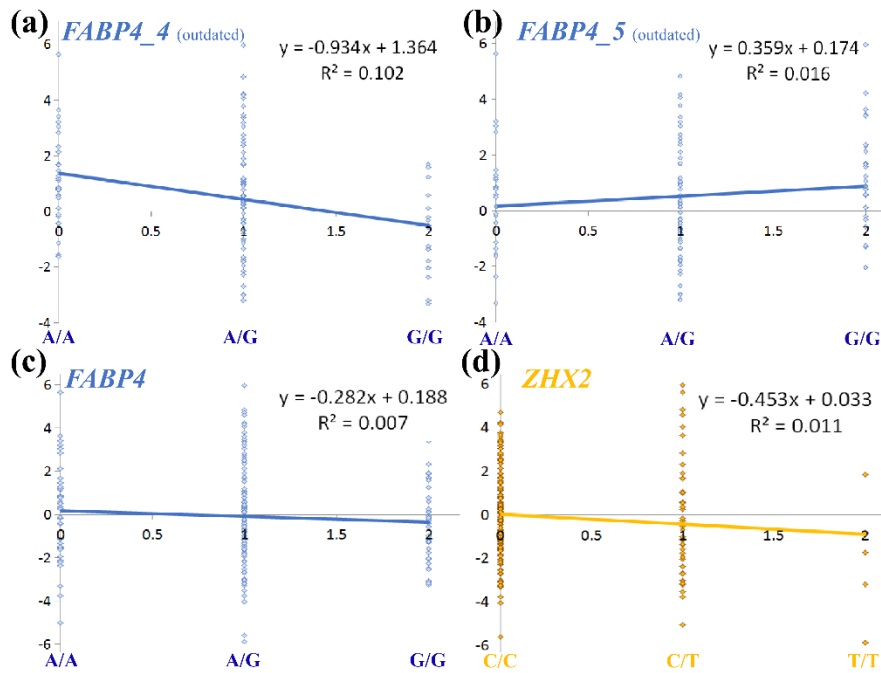 (a) FABP4_4 (outdated)
y = -0.934x + 1.364
R² = 0.102
6
4
2
0
-2
-4
0 0.5 1 1.5 2
A/A A/G G/G
(b) FABP4_5 (outdated)
y = 0.359x + 0.174
R² = 0.016
6
4
2
0
-2
-4
0 0.5 1 1.5 2
A/A A/G G/G
(c) FABP4
y = -0.282x + 0.188
R² = 0.007
6
4
2
0
-2
-4
-6
0 0.5 1 1.5 2
A/A A/G G/G
(d) ZHX2
y = -0.453x + 0.033
R² = 0.011
6
4
2
0
-2
-4
-6
0 0.5 1 1.5 2
C/C C/T T/T